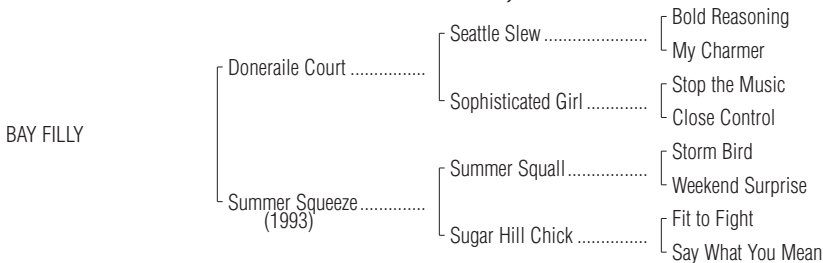 Bold Reasoning
Seattle Slew
My Charmer
Doneraile Court
Stop the Music
Sophisticated Girl
Close Control
BAY FILLY
Storm Bird
Summer Squall
Weekend Surprise
Summer Squeeze
(1993)
Fit to Fight
Sugar Hill Chick
Say What You Mean